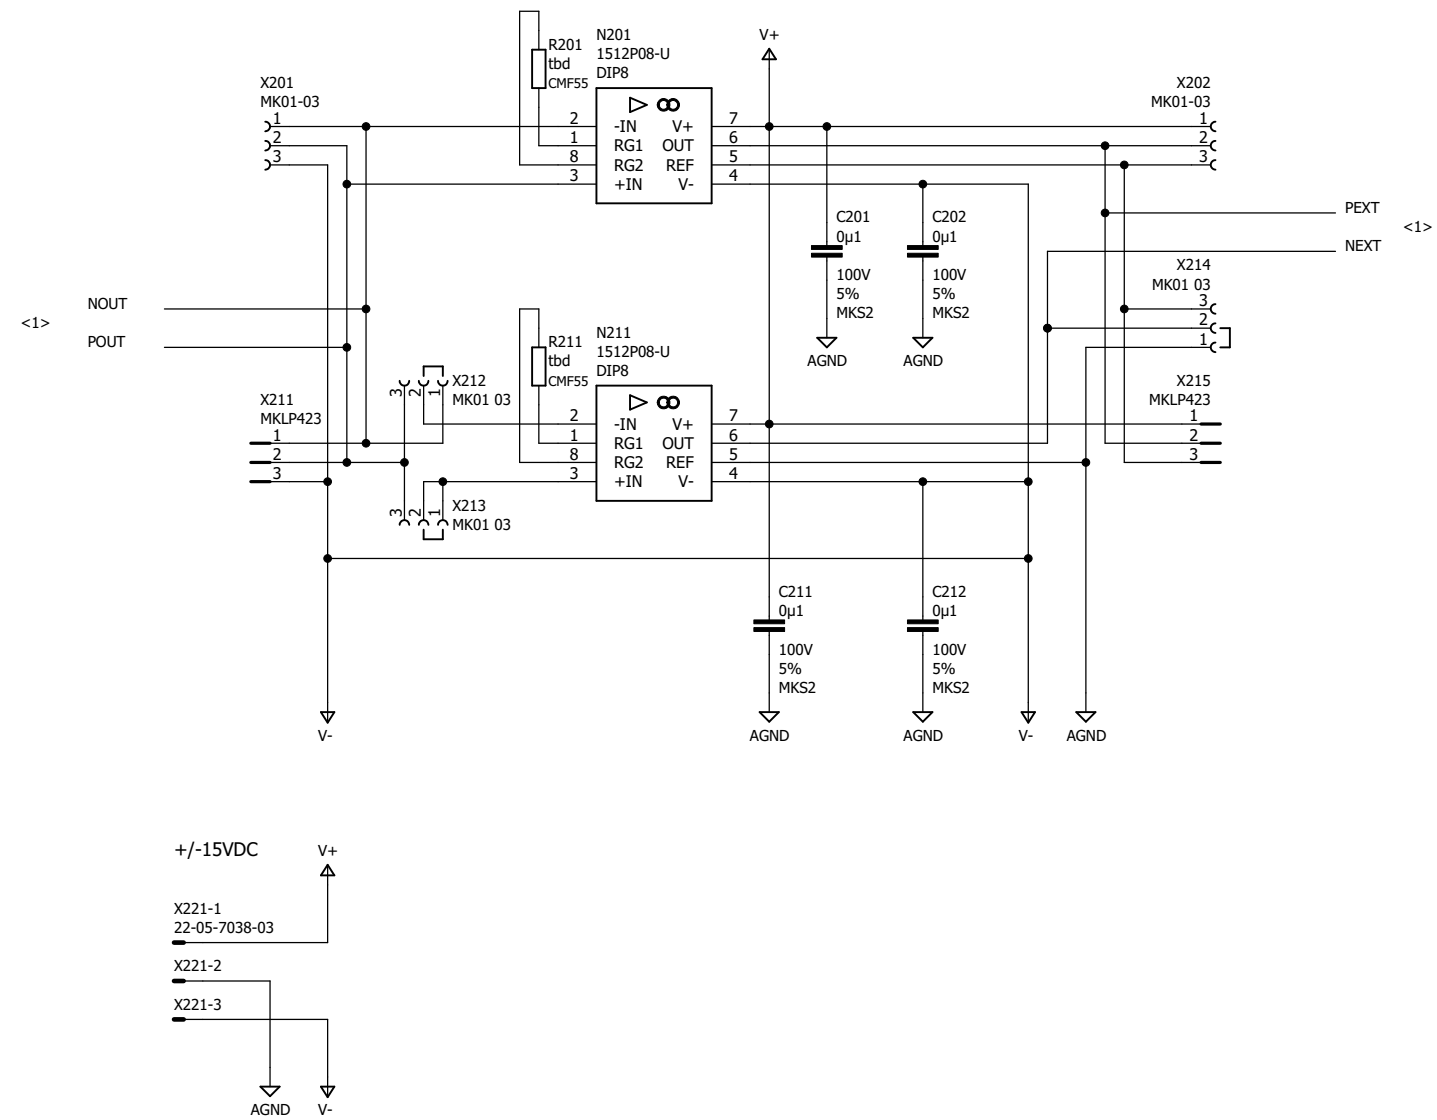 V+
N201
1512P08-U
DIP8
R201
tbd
CMF55
X201
MK01-03
1
2
3
2 -IN V+ 7
1 RG1 OUT 6
8 RG2 REF 5
3 +IN V- 4
X202
MK01-03
1
2
3
C201
0µ1
100V
5%
MKS2
AGND
C202
0µ1
100V
5%
MKS2
AGND
PEXT
<1>
NEXT
X214
MK01 03
3
2
1
NOUT
<1>
POUT
N211
1512P08-U
DIP8
R211
tbd
CMF55
X212
MK01 03
3
2
1
X211
MKLP423
1
2
3
2 -IN V+ 7
1 RG1 OUT 6
8 RG2 REF 5
3 +IN V- 4
X215
MKLP423
1
2
3
X213
MK01 03
3
2
1
C211
0µ1
100V
5%
MKS2
AGND
C212
0µ1
100V
5%
MKS2
AGND
V-
V-
AGND
+/-15VDC
V+
X221-1
22-05-7038-03
X221-2
X221-3
AGND
V-